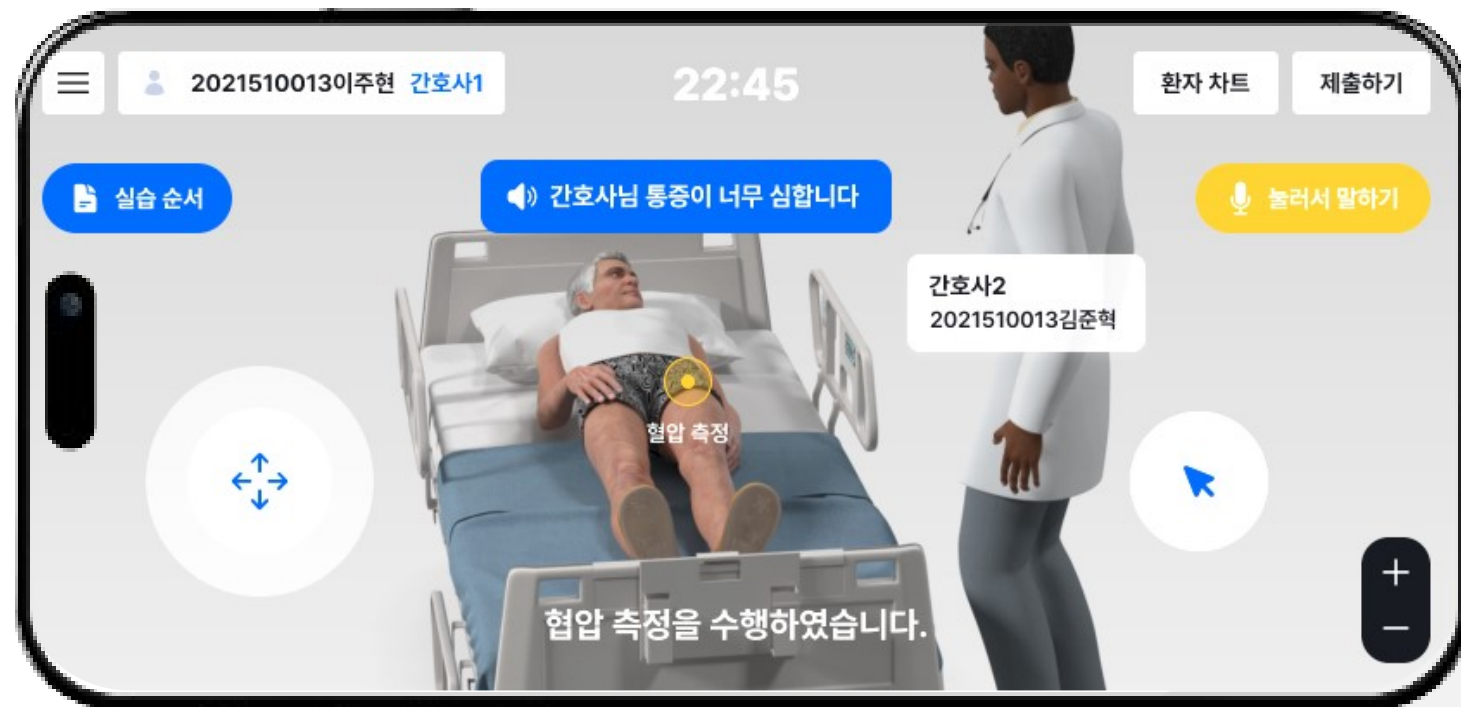 2021510013이주현 간호사1
22:45
환자 차트
제출하기
실습 순서
간호사님 통증이 너무 심합니다
눌러서 말하기
간호사2
2021510013김준혁
혈압 측정
협압 측정을 수행하였습니다.